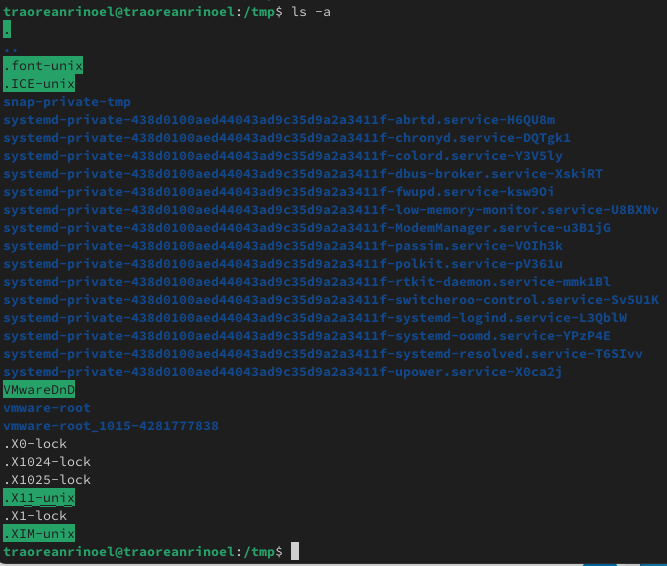 traoreanrinoel@traoreanrinoel:/tmp$ ls -a
.
..
.font-unix
.ICE-unix
snap-private-tmp
systemd-private-438d0100aed44043ad9c35d9a2a3411f-abrtd.service-H6QU8m
systemd-private-438d0100aed44043ad9c35d9a2a3411f-chronyd.service-DQTgk1
systemd-private-438d0100aed44043ad9c35d9a2a3411f-colord.service-Y3V5ly
systemd-private-438d0100aed44043ad9c35d9a2a3411f-dbus-broker.service-XskiRT
systemd-private-438d0100aed44043ad9c35d9a2a3411f-fwupd.service-ksw9Oi
systemd-private-438d0100aed44043ad9c35d9a2a3411f-low-memory-monitor.service-U8BXNv
systemd-private-438d0100aed44043ad9c35d9a2a3411f-ModemManager.service-u3B1jG
systemd-private-438d0100aed44043ad9c35d9a2a3411f-passim.service-VOIh3k
systemd-private-438d0100aed44043ad9c35d9a2a3411f-polkit.service-pV361u
systemd-private-438d0100aed44043ad9c35d9a2a3411f-rtkit-daemon.service-mmk1Bl
systemd-private-438d0100aed44043ad9c35d9a2a3411f-switcheroo-control.service-Sv5U1K
systemd-private-438d0100aed44043ad9c35d9a2a3411f-systemd-logind.service-L3QblW
systemd-private-438d0100aed44043ad9c35d9a2a3411f-systemd-oomd.service-YPzP4E
systemd-private-438d0100aed44043ad9c35d9a2a3411f-systemd-resolved.service-T6SIvv
systemd-private-438d0100aed44043ad9c35d9a2a3411f-upower.service-X0ca2j
VMwareDnD
vmware-root
vmware-root_1015-4281777838
.X0-lock
.X1024-lock
.X1025-lock
.X11-unix
.X1-lock
.XIM-unix
traoreanrinoel@traoreanrinoel:/tmp$